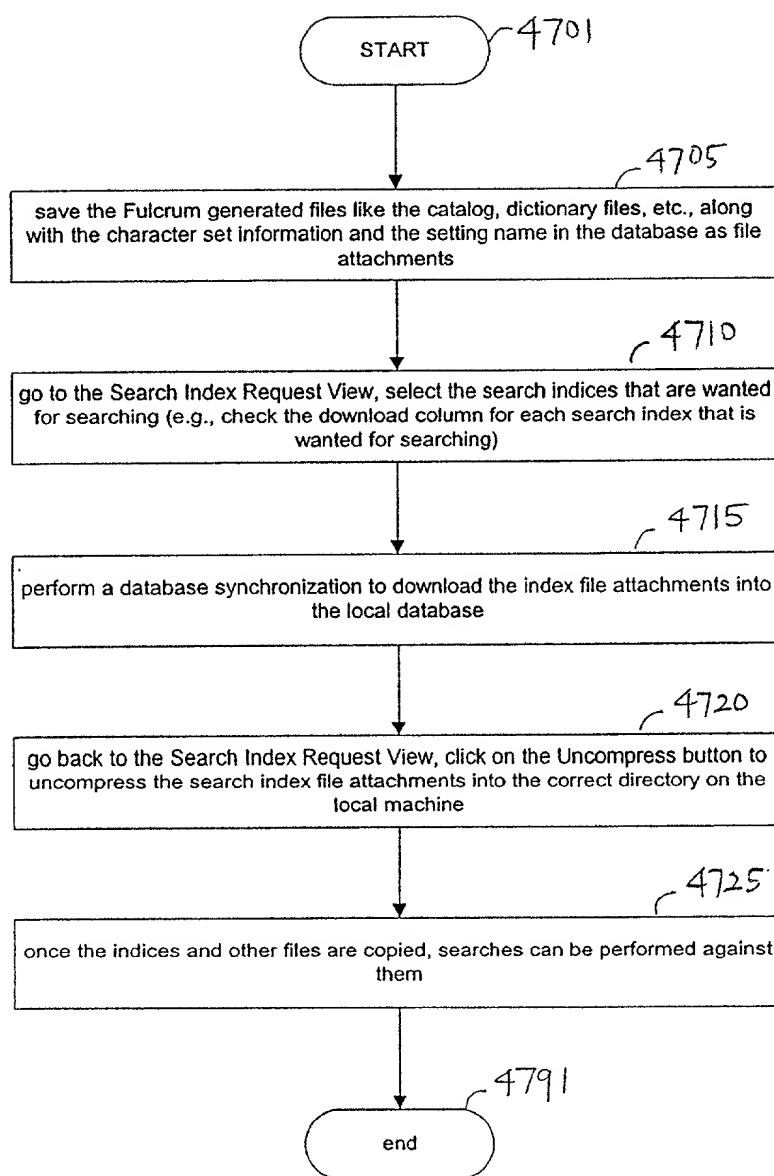 START
4701
4705
save the Fulcrum generated files like the catalog, dictionary files, etc., along
with the character set information and the setting name in the database as file
attachments
4710
go to the Search Index Request View, select the search indices that are wanted
for searching (e.g., check the download column for each search index that is
wanted for searching)
4715
perform a database synchronization to download the index file attachments into
the local database
4720
go back to the Search Index Request View, click on the Uncompress button to
uncompress the search index file attachments into the correct directory on the
local machine
4725
once the indices and other files are copied, searches can be performed against
them
4791
end